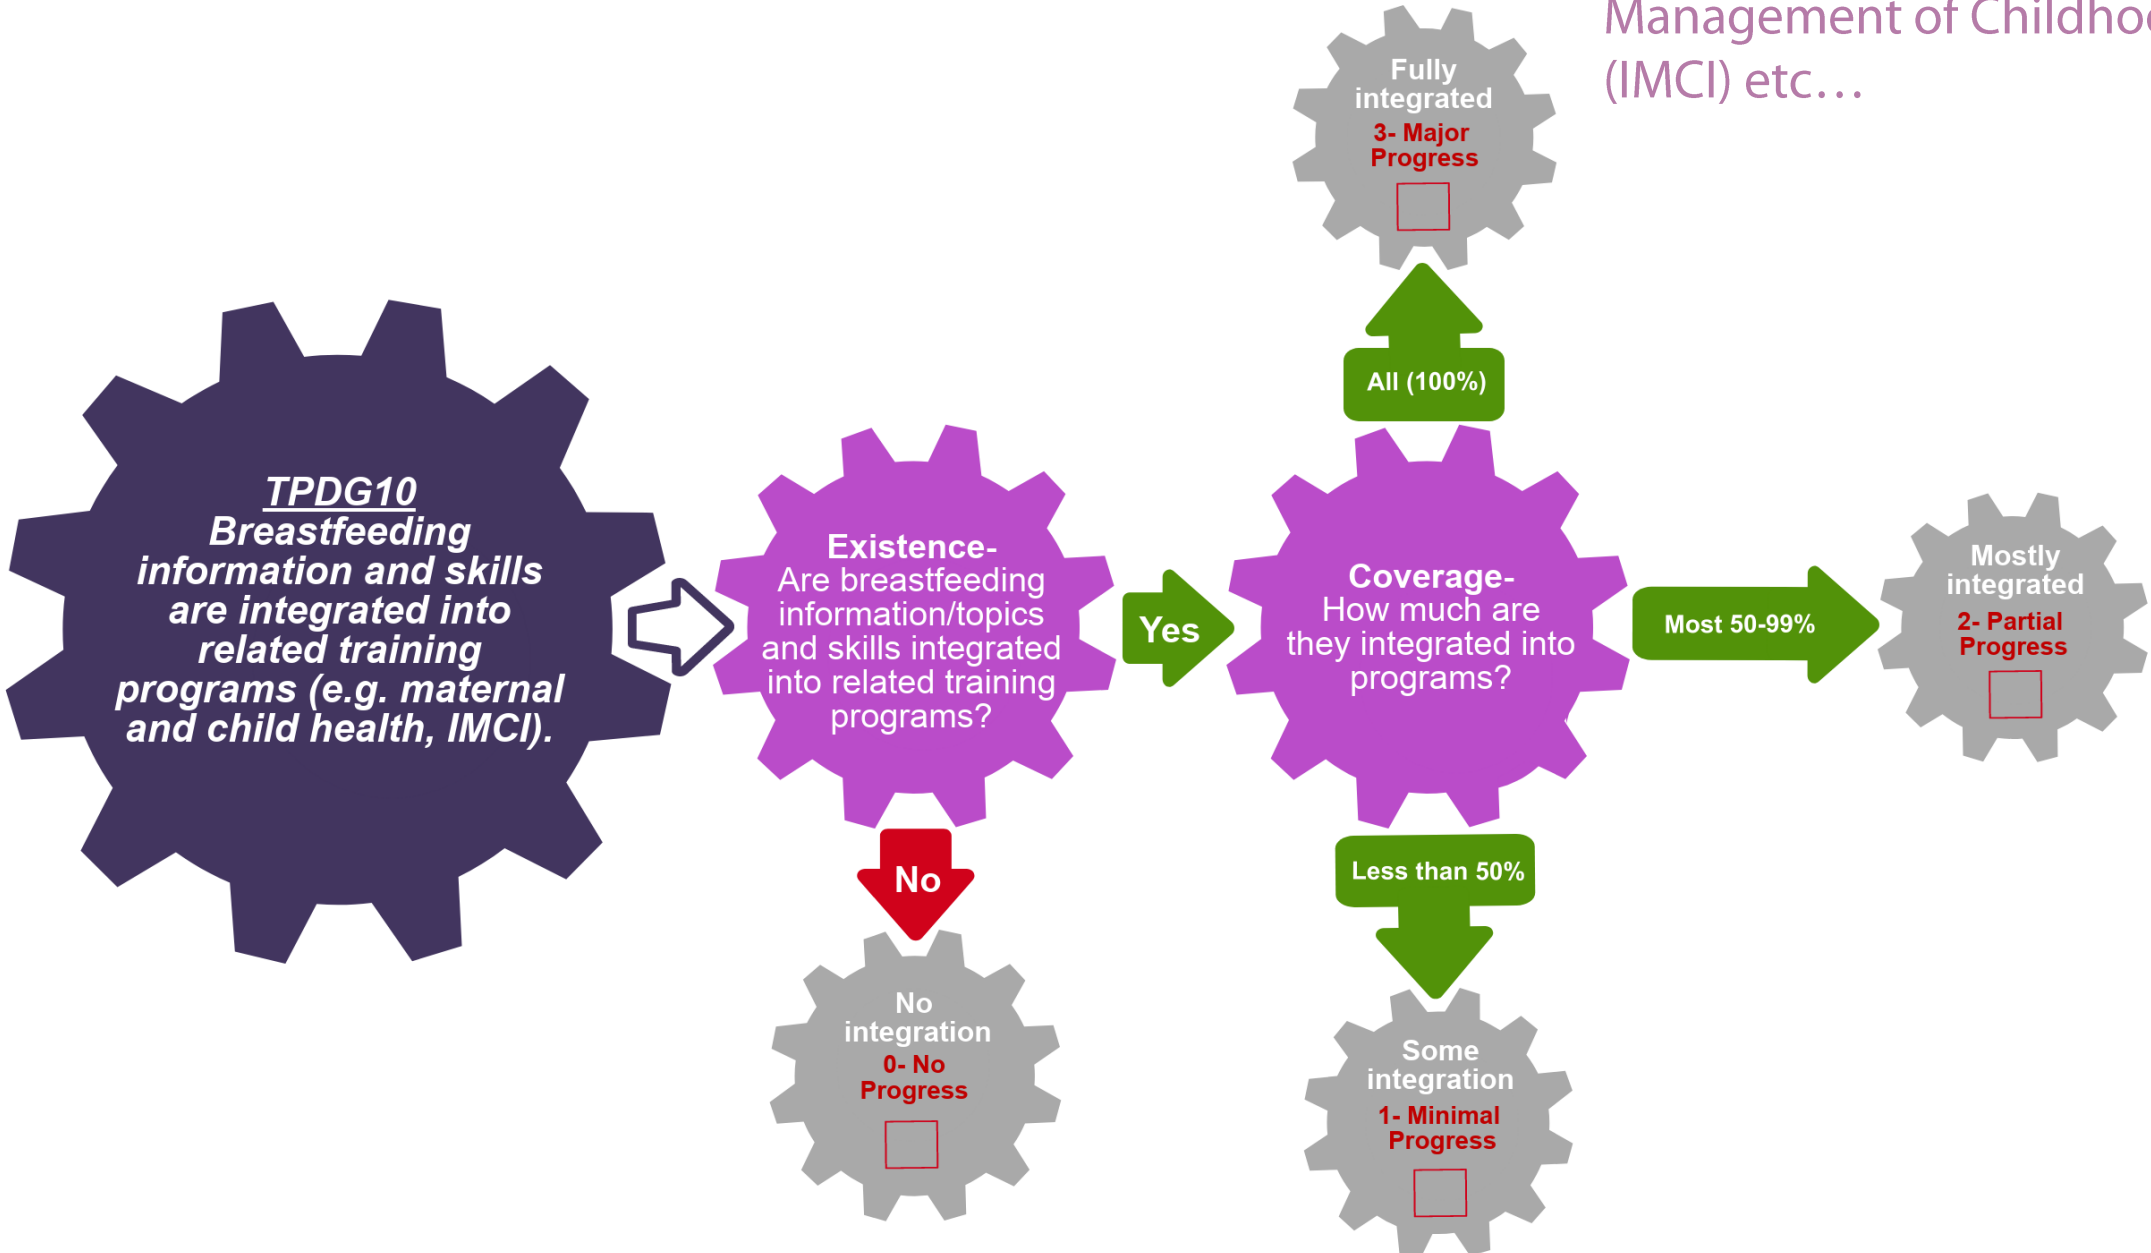 Management of Childhoo
(IMCI) etc…
Fully
integrated
3- Major
Progress
All (100%)
TPDG10
Breastfeeding
information and skills
are integrated into
related training
programs (e.g. maternal
and child health, IMCI).
Existence-
Are breastfeeding
information/topics
and skills integrated
into related training
programs?
Yes
Coverage-
How much are
they integrated into
programs?
Most 50-99%
Mostly
integrated
2- Partial
Progress
No
Less than 50%
No
integration
0- No
Progress
Some
integration
1- Minimal
Progress